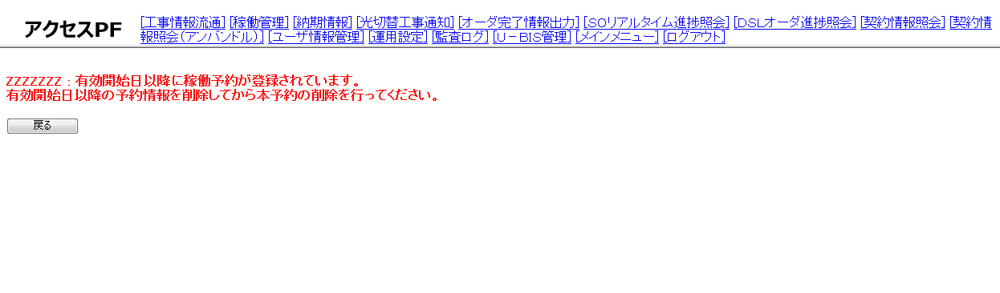 アクセスPF
[工事情報流通] [稼働管理] [納期情報] [光切替工事通知] [オーダ完了情報出力] [SOリアルタイム進捗照会] [DSLオーダ進捗照会] [契約情報照会] [契約情
報照会(アンバンドル)] [ユーザ情報管理] [運用設定] [監査ログ] [U-BIS管理] [メインメニュー] [ログアウト]
ZZZZZZZ:有効開始日以降に稼働予約が登録されています。
有効開始日以降の予約情報を削除してから本予約の削除を行ってください。
戻る